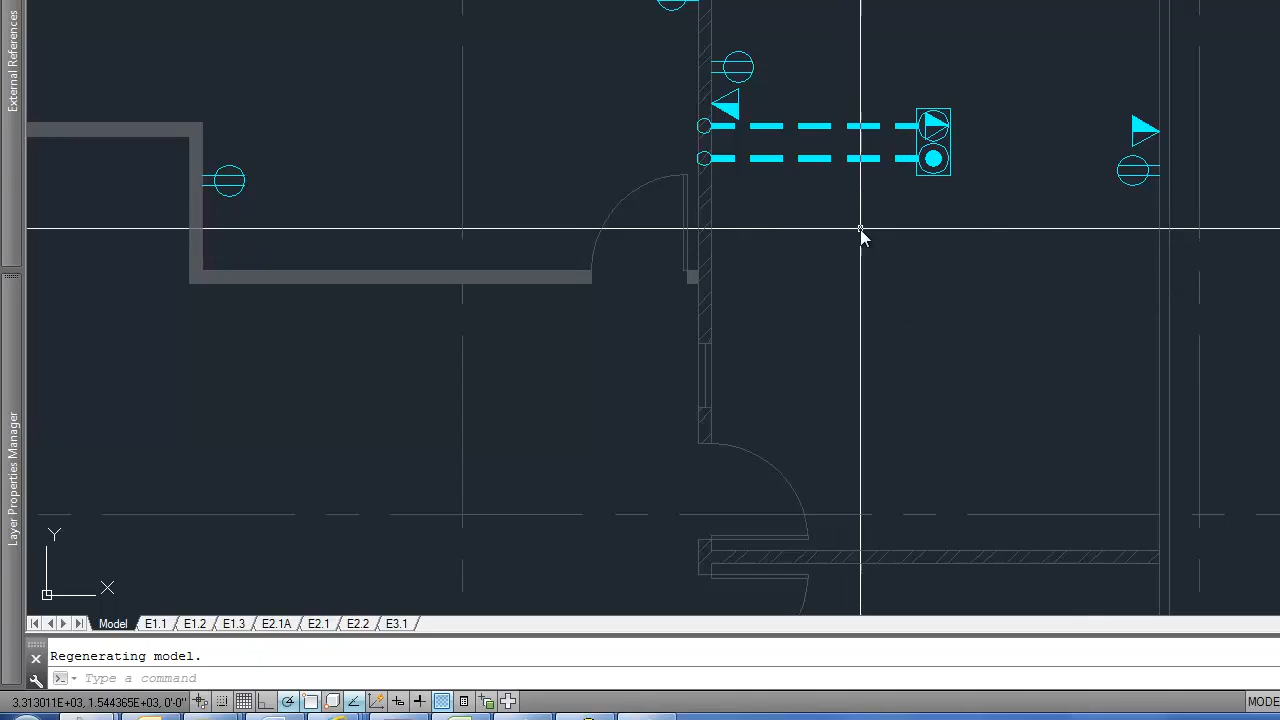 External References
Layer Properties Manager
Y
X
Model E1.1 E1.2 E1.3 E2.1A E2.1 E2.2 E3.1
Regenerating model.
Type a command
3.313011E+03, 1.544365E+03, 0'-0"
MODE